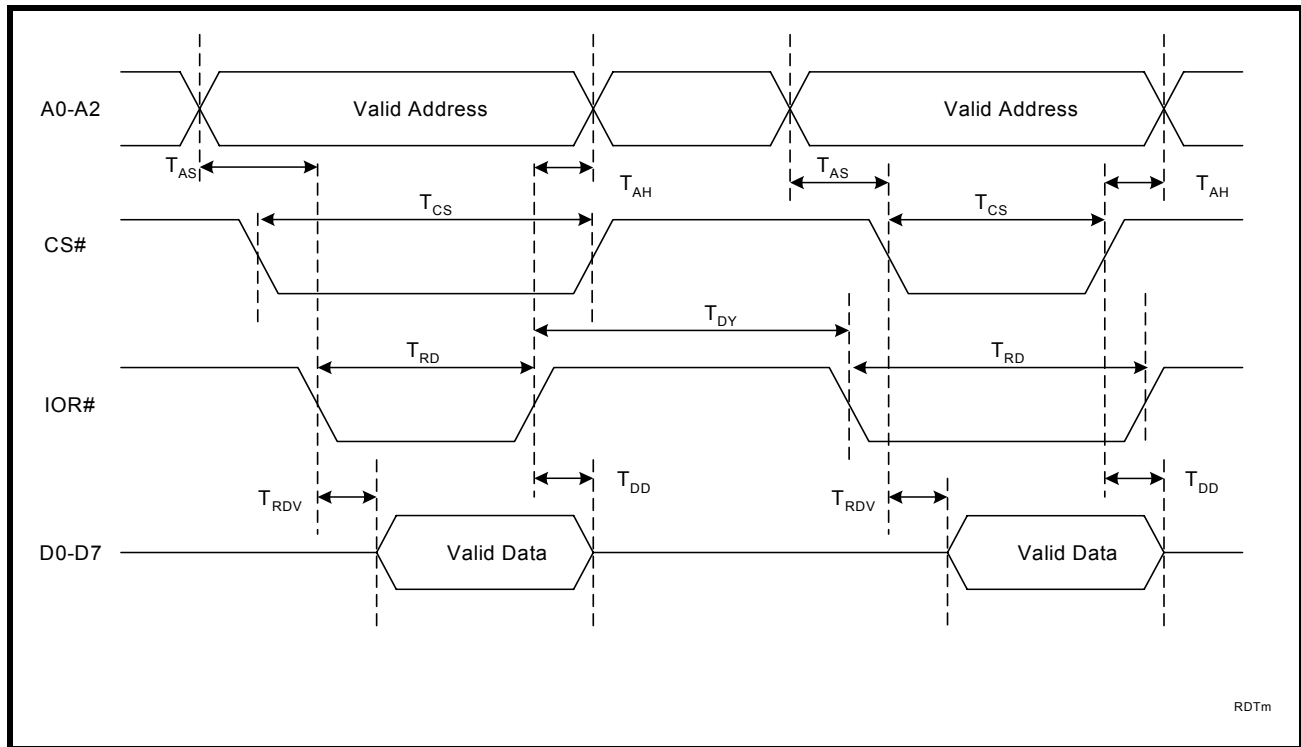 A0-A2
Valid Address
Valid Address
TAS
TAH
TAS
TAH
TCS
TCS
CS#
TDY
TRD
TRD
IOR#
TRDV
TDD
TRDV
TDD
D0-D7
Valid Data
Valid Data
RDTm